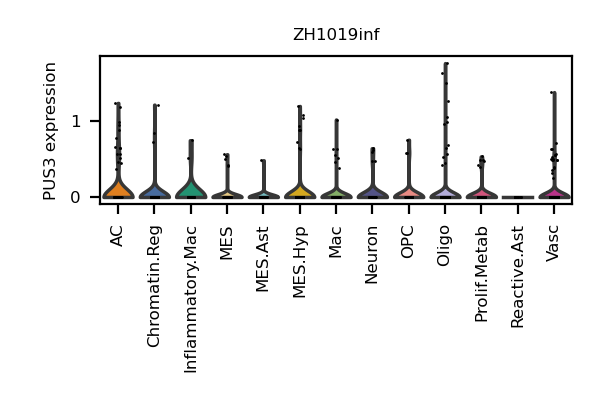 ZH1019inf
PUS3 expression
1
0
AC
Chromatin.Reg
Inflammatory.Mac
MES
MES.Ast
MES.Hyp
Mac
Neuron
OPC
Oligo
Prolif.Metab
Reactive.Ast
Vasc